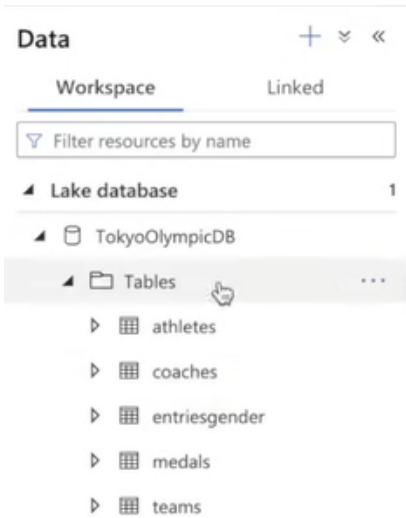 Data
Workspace Linked
Filter resources by name
Lake database 1
TokyoOlympicDB
Tables ...
athletes
coaches
entriesgender
medals
teams